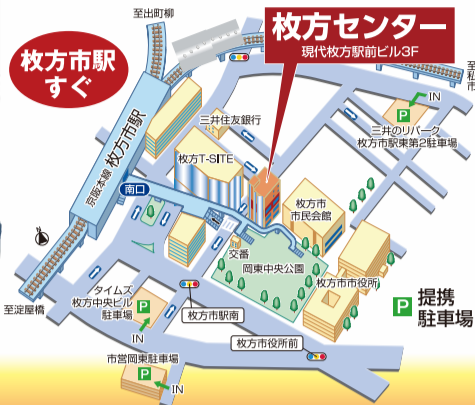 至出町柳
枚方センター
現代枚方駅前ビル3F
枚方市駅
すぐ
至私市
IN
P
三井のリパーク
枚方市駅東第2駐車場
三井住友銀行
枚方T-SITE
京阪本線 枚方市駅
南口
枚方市
市民会館
交番
岡東中央公園
枚方市市役所
P 提携
駐車場
至淀屋橋
タイムズ
枚方中央ビル
駐車場
P
IN
枚方市駅南
枚方市役所前
市営岡東駐車場
P
IN